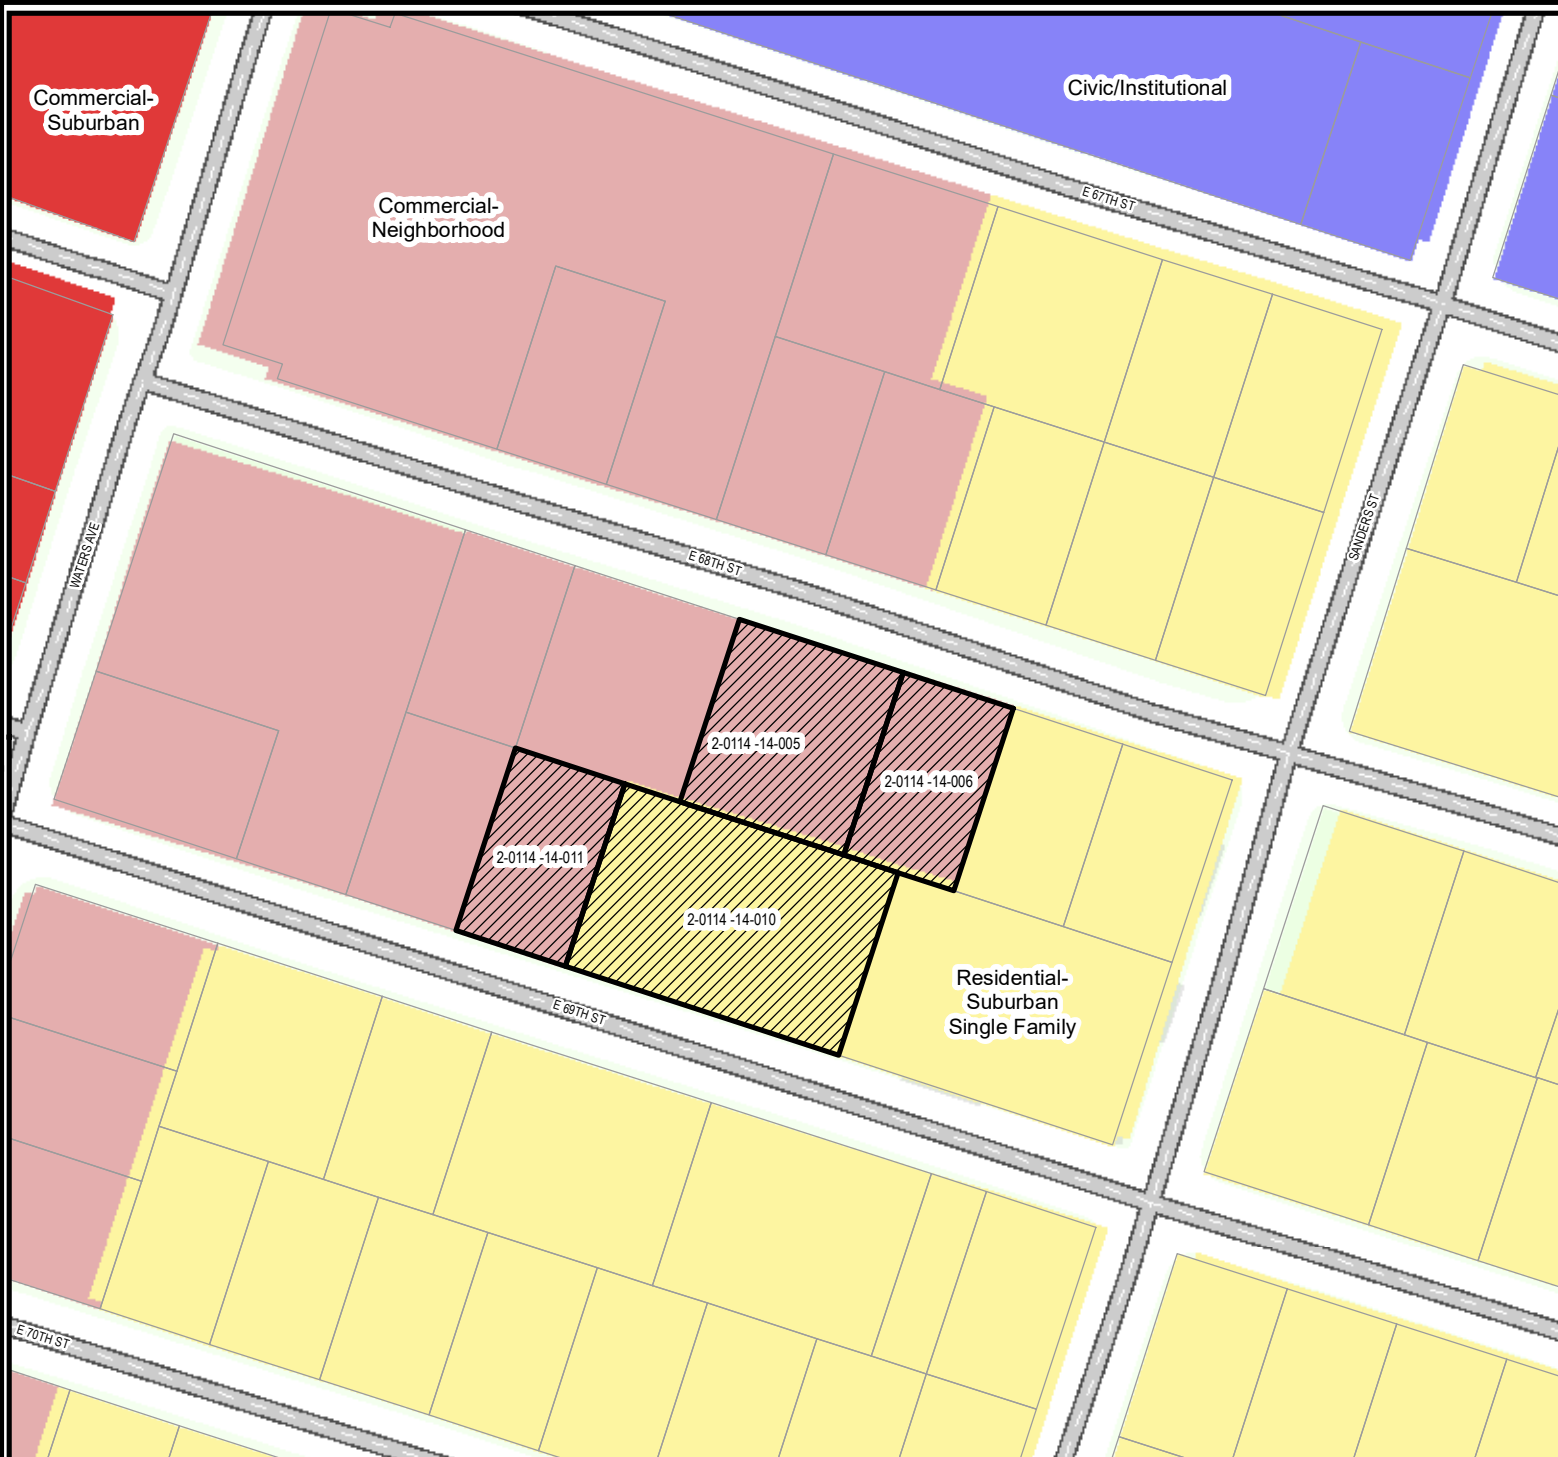 Commercial-
Suburban
Civic/Institutional
E 67TH ST
Commercial-
Neighborhood
WATERS AVE
SANDERS ST
E 68TH ST
2-0114 -14-005
2-0114 -14-006
2-0114 -14-011
2-0114 -14-010
Residential-
Suburban
Single Family
E 69TH ST
E 70TH ST